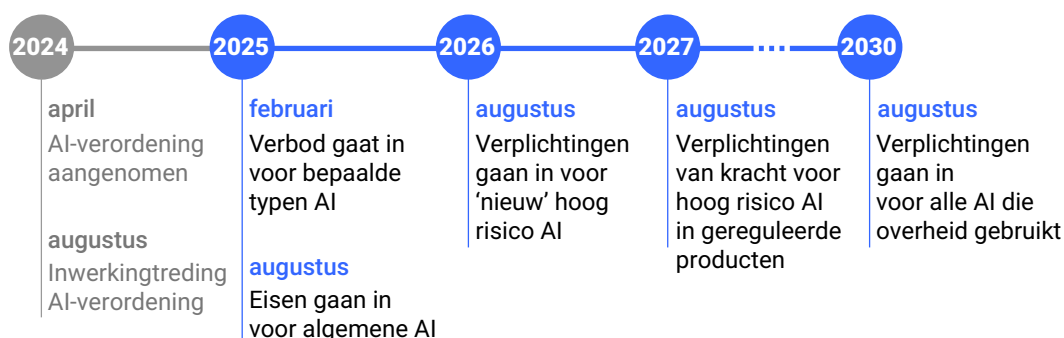 2024
2025
2026
2027
2030
april
AI-verordening
aangenomen
augustus
Inwerkingtreding
AI-verordening
februari
Verbod gaat in
voor bepaalde
typen AI
augustus
Eisen gaan in
voor algemene AI
augustus
Verplichtingen
gaan in voor
‘nieuw’ hoog
risico AI
augustus
Verplichtingen
van kracht voor
hoog risico AI
in gereguleerde
producten
augustus
Verplichtingen
gaan in
voor alle AI die
overheid gebruikt